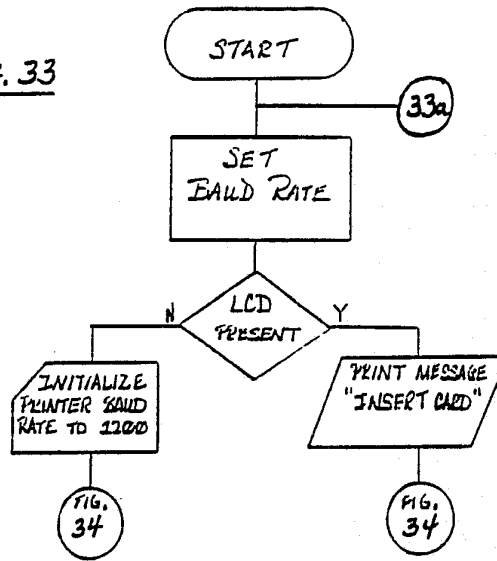 . 33
START
33a
SET
BAUD RATE
LCD
PRESENT
N
Y
INITIALIZE
PRINTER BAUD
RATE TO 1200
PRINT MESSAGE
"INSERT CARD"
FIG.
34
FIG.
34